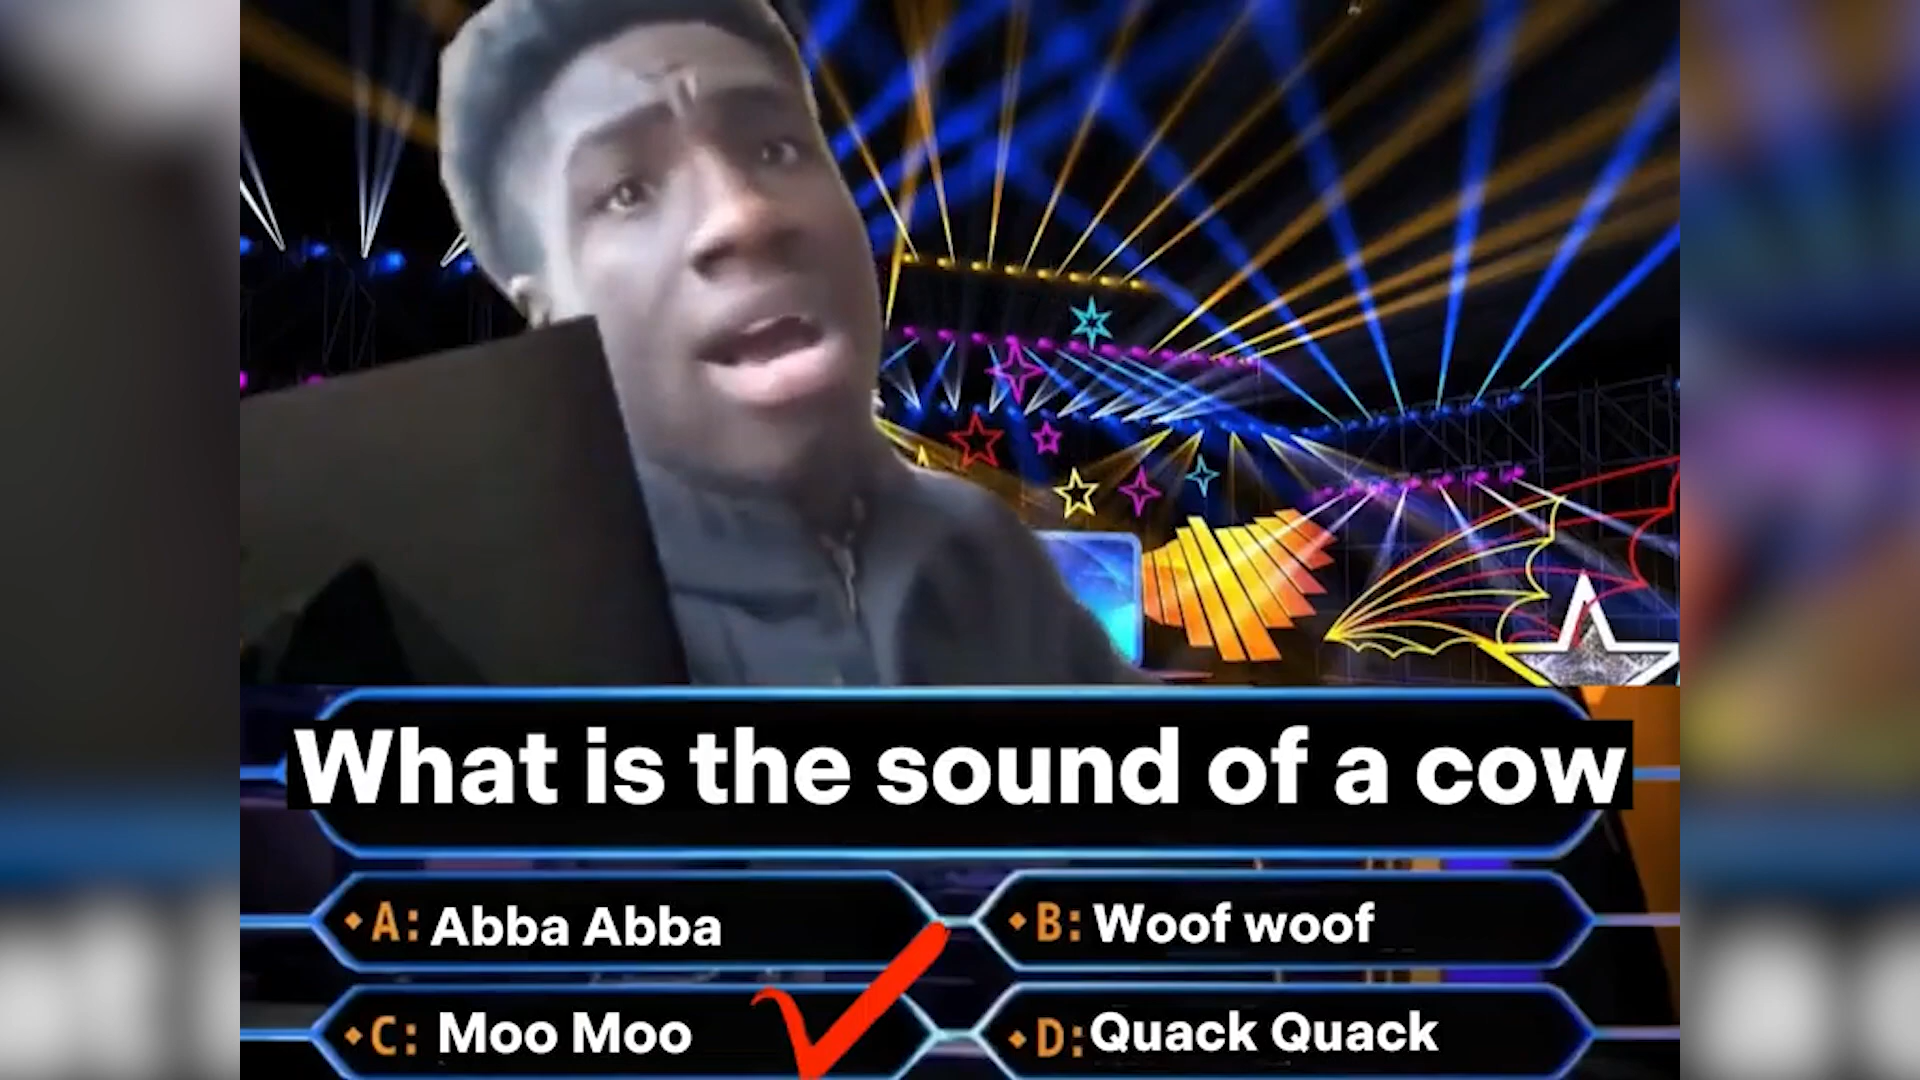 What is the sound of a cow
A: Abba Abba
B: Woof woof
C: Moo Moo
D: Quack Quack